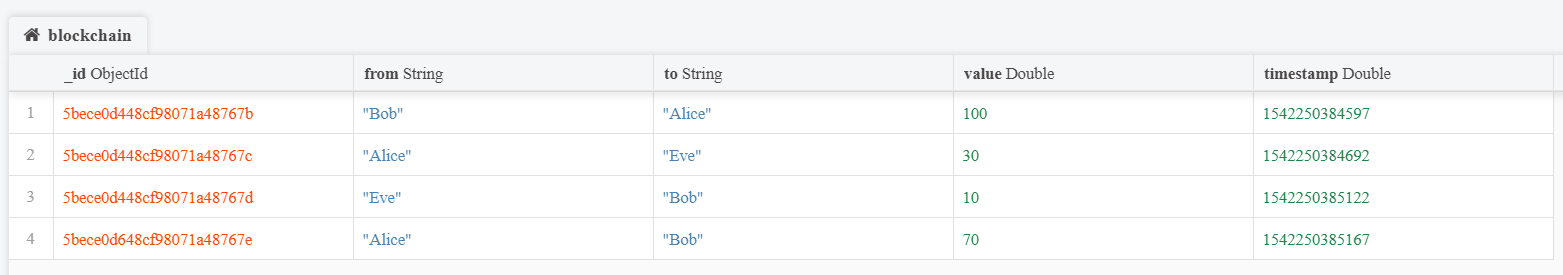 blockchain
_id ObjectId from String to String value Double timestamp Double
1 5bece0d448cf98071a48767b "Bob" "Alice" 100 1542250384597
2 5bece0d448cf98071a48767c "Alice" "Eve" 30 1542250384692
3 5bece0d448cf98071a48767d "Eve" "Bob" 10 1542250385122
4 5bece0d648cf98071a48767e "Alice" "Bob" 70 1542250385167